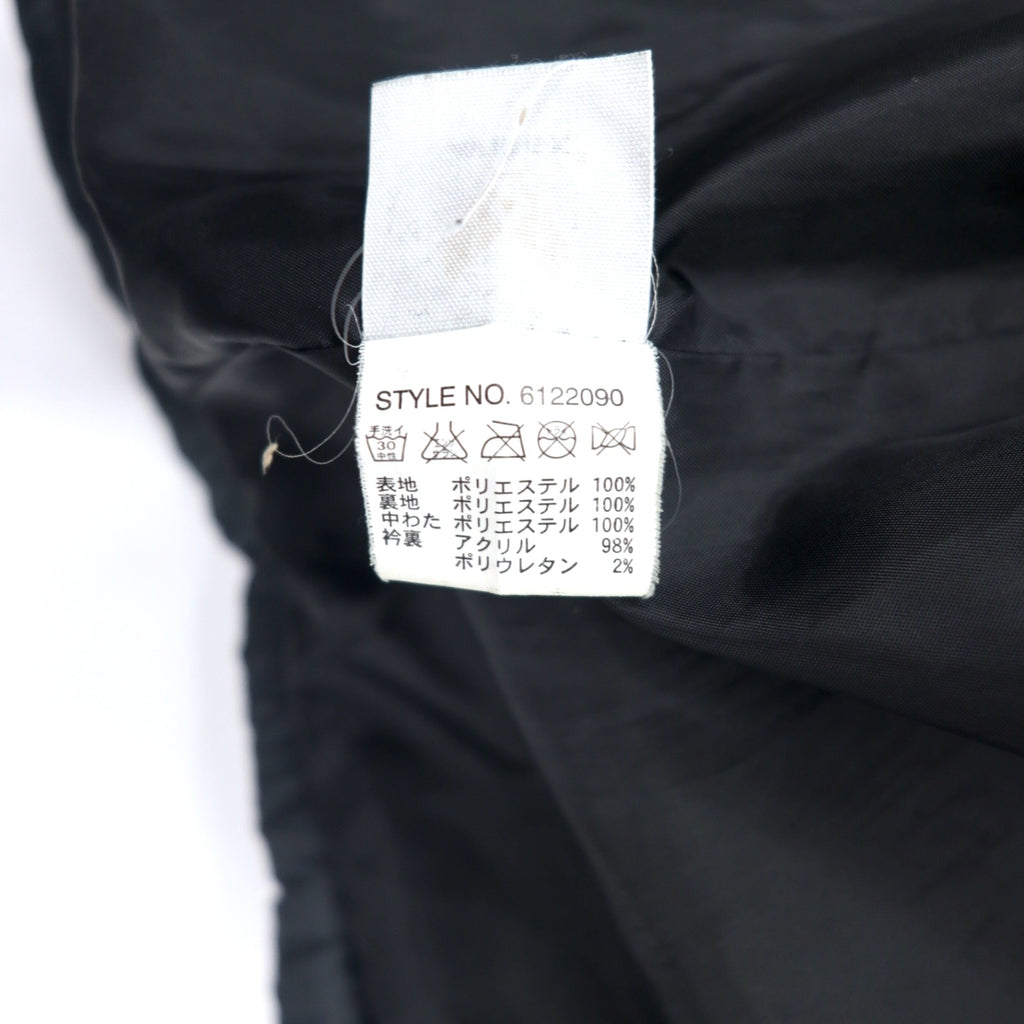 STYLE NO. 6122090
手洗イ
30
中性
表地 ポリエステル 100%
裏地 ポリエステル 100%
中わた ポリエステル 100%
衿裏 アクリル 98%
ポリウレタン 2%